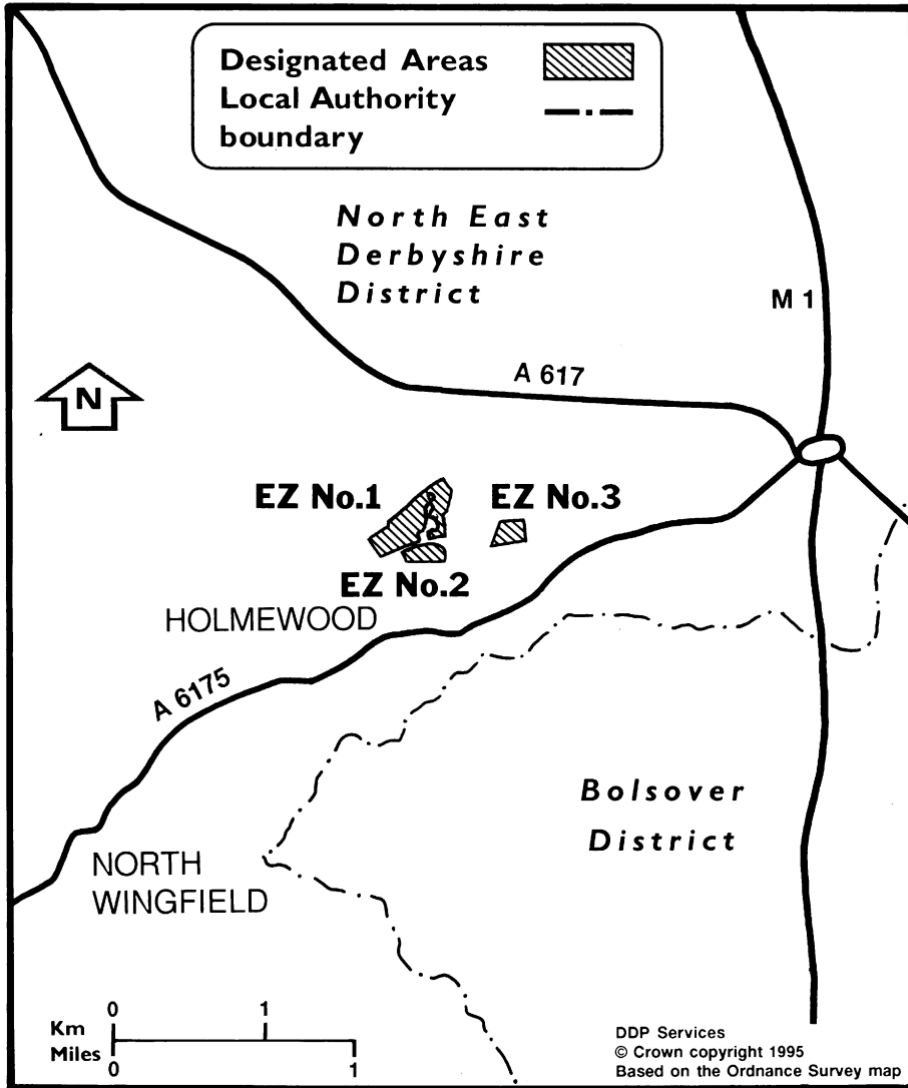 Designated Areas
Local Authority
boundary
North East
Derbyshire
District
M 1
A 617
N
EZ No.1
EZ No.3
EZ No.2
HOLMEWOOD
A 6175
Bolsover
District
NORTH
WINGFIELD
0 1
Km
Miles
0 1
DDP Services
© Crown copyright 1995
Based on the Ordnance Survey map